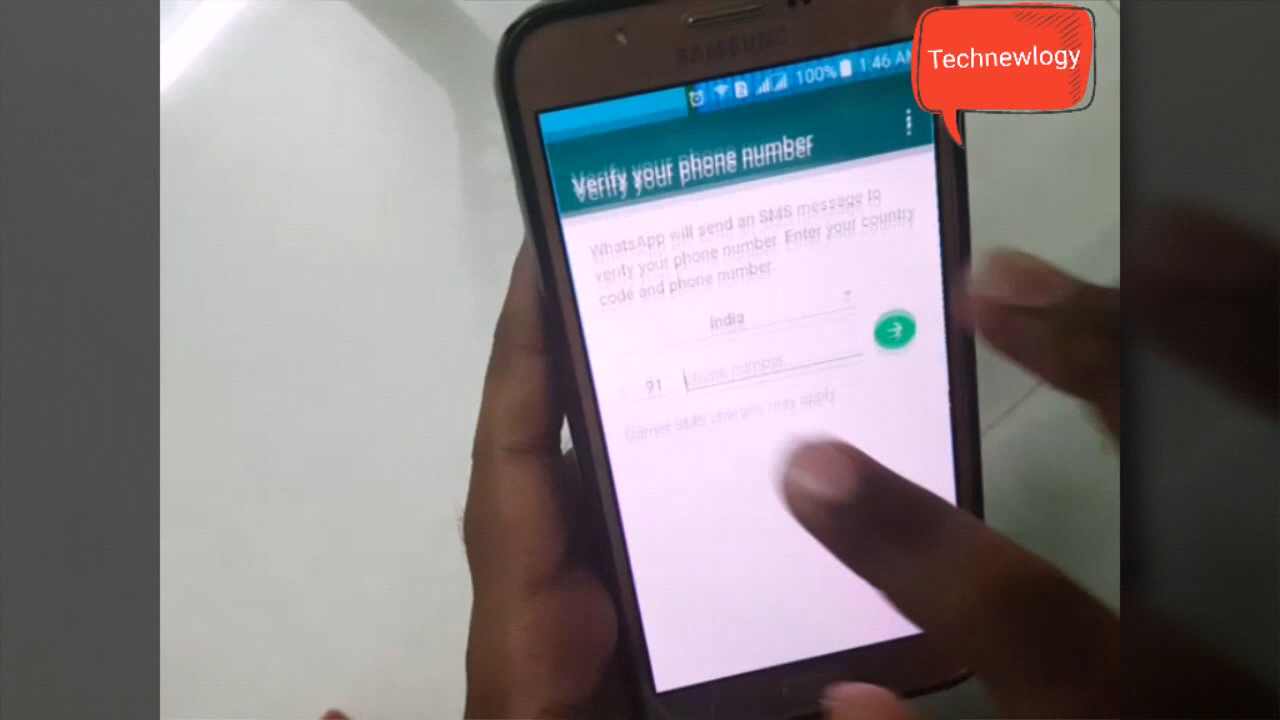 Technewlogy
SAMSUNG
100% 1:46 AM
Verify your phone number
WhatsApp will send an SMS message to
verify your phone number. Enter your country
code and phone number.
India
91 phone number
Carrier SMS charges may apply